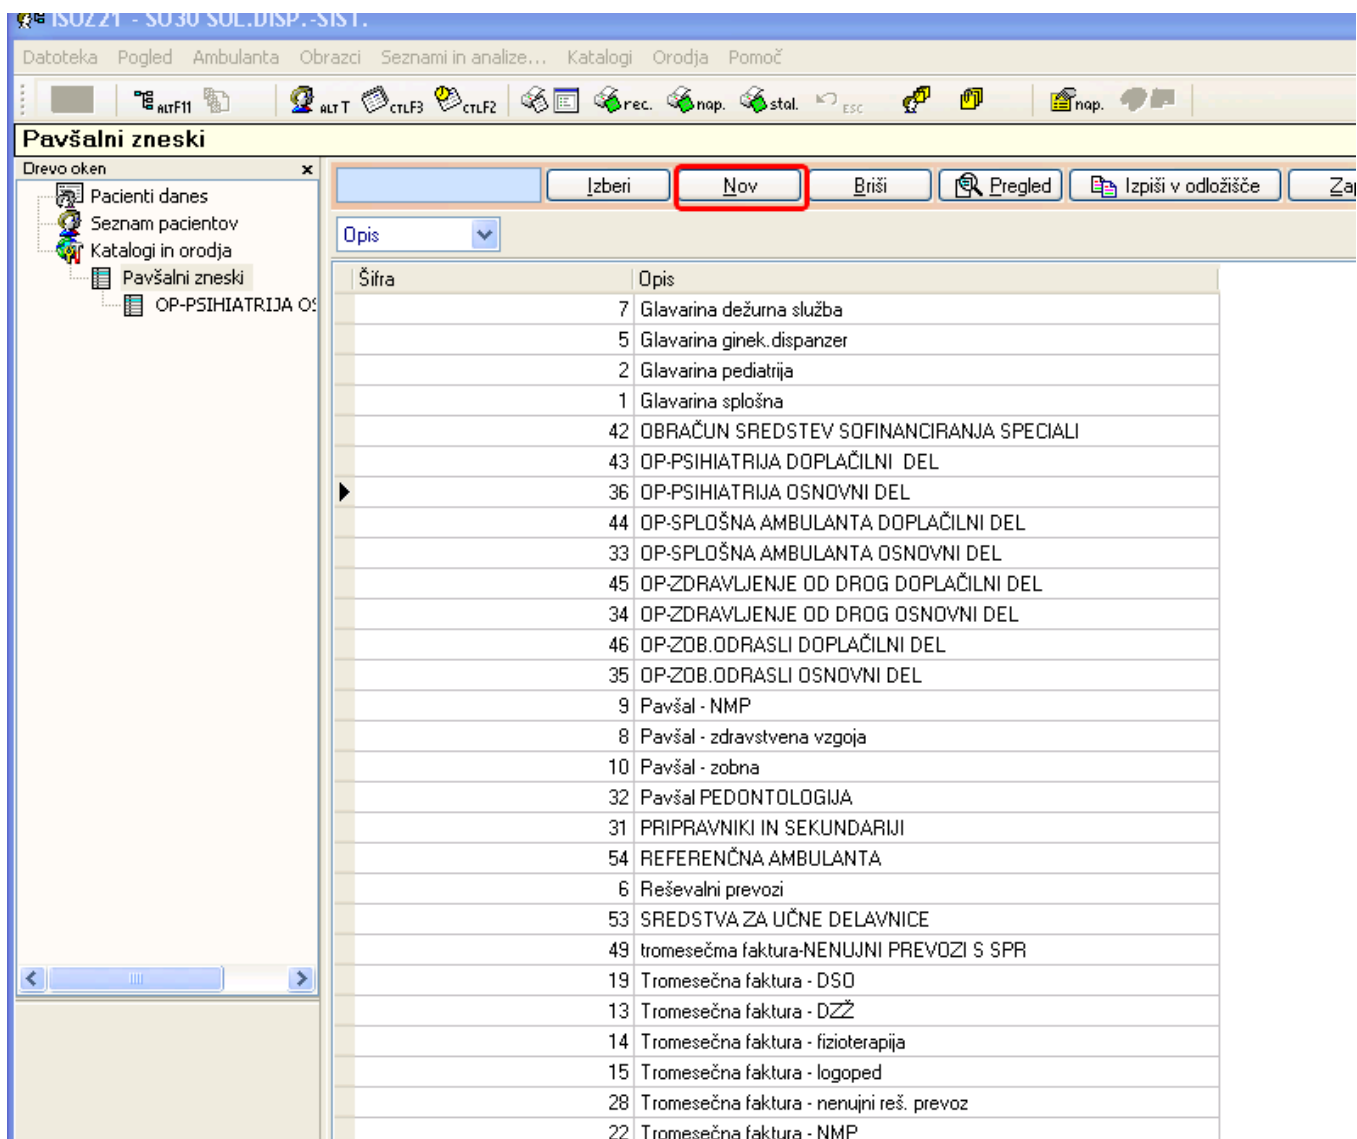 ISOZ21 - SU30 SOL.DISP.-SIST.
Datoteka Pogled Ambulanta Obrazci Seznami in analize... Katalogi Orodja Pomoč
ALTF11 ALT T CTLF3 CTLF2 rec. nap. stal. ESC nap.
Pavšalni zneski
Drevo oken x
Pacienti danes
Seznam pacientov
Katalogi in orodja
Pavšalni zneski
OP-PSIHIATRIJA
Izberi Nov Briši Pregled Izpiši v odložišče
Opis
Šifra Opis
7 Glavarina dežurna služba
5 Glavarina ginek.dispanzer
2 Glavarina pediatrija
1 Glavarina splošna
42 OBRAČUN SREDSTEV SOFINANCIRANJA SPECIALI
43 OP-PSIHIATRIJA DOPLAČILNI DEL
36 OP-PSIHIATRIJA OSNOVNI DEL
44 OP-SPLOŠNA AMBULANTA DOPLAČILNI DEL
33 OP-SPLOŠNA AMBULANTA OSNOVNI DEL
45 OP-ZDRAVLJENJE OD DROG DOPLAČILNI DEL
34 OP-ZDRAVLJENJE OD DROG OSNOVNI DEL
46 OP-ZOB.ODRASLI DOPLAČILNI DEL
35 OP-ZOB.ODRASLI OSNOVNI DEL
9 Pavšal - NMP
8 Pavšal - zdravstvena vzgoja
10 Pavšal - zobna
32 Pavšal PEDONTOLOGIJA
31 PRIPRAVNIKI IN SEKUNDARIJI
54 REFERENČNA AMBULANTA
6 Reševalni prevozi
53 SREDSTVA ZA UČNE DELAVNICE
49 tromesečma faktura-NENUJNI PREVOZI S SPR
19 Tromesečna faktura - DSO
13 Tromesečna faktura - DZŽ
14 Tromesečna faktura - fizioterapija
15 Tromesečna faktura - logoped
28 Tromesečna faktura - nenujni reš. prevoz
22 Tromesečna faktura - NMP